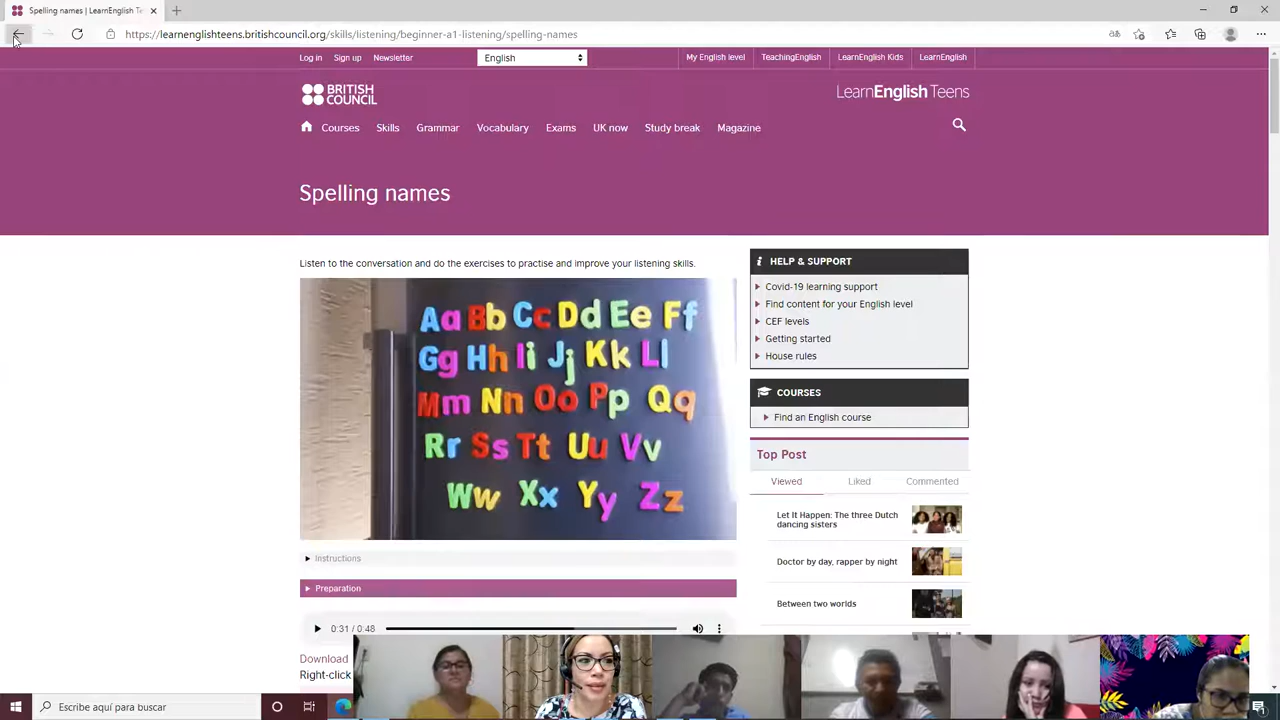 Spelling names | LearnEnglish T
https://learnenglishteens.britishcouncil.org/skills/listening/beginner-a1-listening/spelling-names
Log in Sign up Newsletter English My English level TeachingEnglish LearnEnglish Kids LearnEnglish
BRITISH COUNCIL
LearnEnglish Teens
Courses Skills Grammar Vocabulary Exams UK now Study break Magazine
Spelling names
Listen to the conversation and do the exercises to practise and improve your listening skills.
Aa Bb Cc Dd Ee Ff
Gg Hh Ii Jj Kk Ll
Mm Nn Oo Pp Qq
Rr Ss Tt Uu Vv
Ww Xx Yy Zz
Instructions
Preparation
0:31 / 0:48
Download
Right-click
HELP & SUPPORT
Covid-19 learning support
Find content for your English level
CEF levels
Getting started
House rules
COURSES
Find an English course
Top Post
Viewed Liked Commented
Let It Happen: The three Dutch
dancing sisters
Doctor by day, rapper by night
Between two worlds
Escribe aquí para buscar